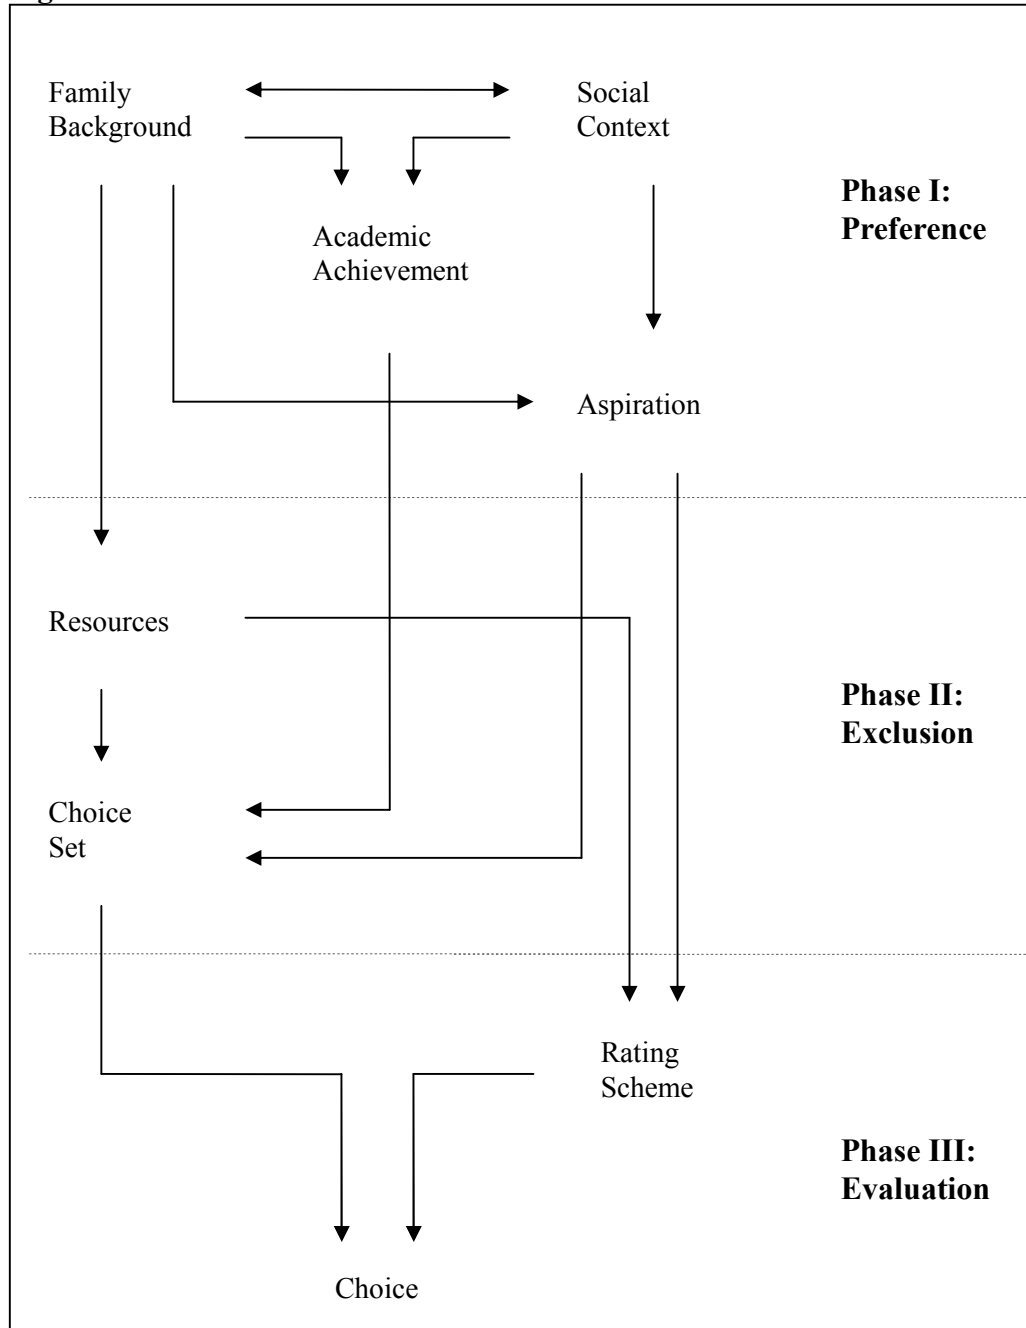 Family
Background
Social
Context
Phase I:
Preference
Academic
Achievement
Aspiration
Resources
Phase II:
Exclusion
Choice
Set
Rating
Scheme
Phase III:
Evaluation
Choice